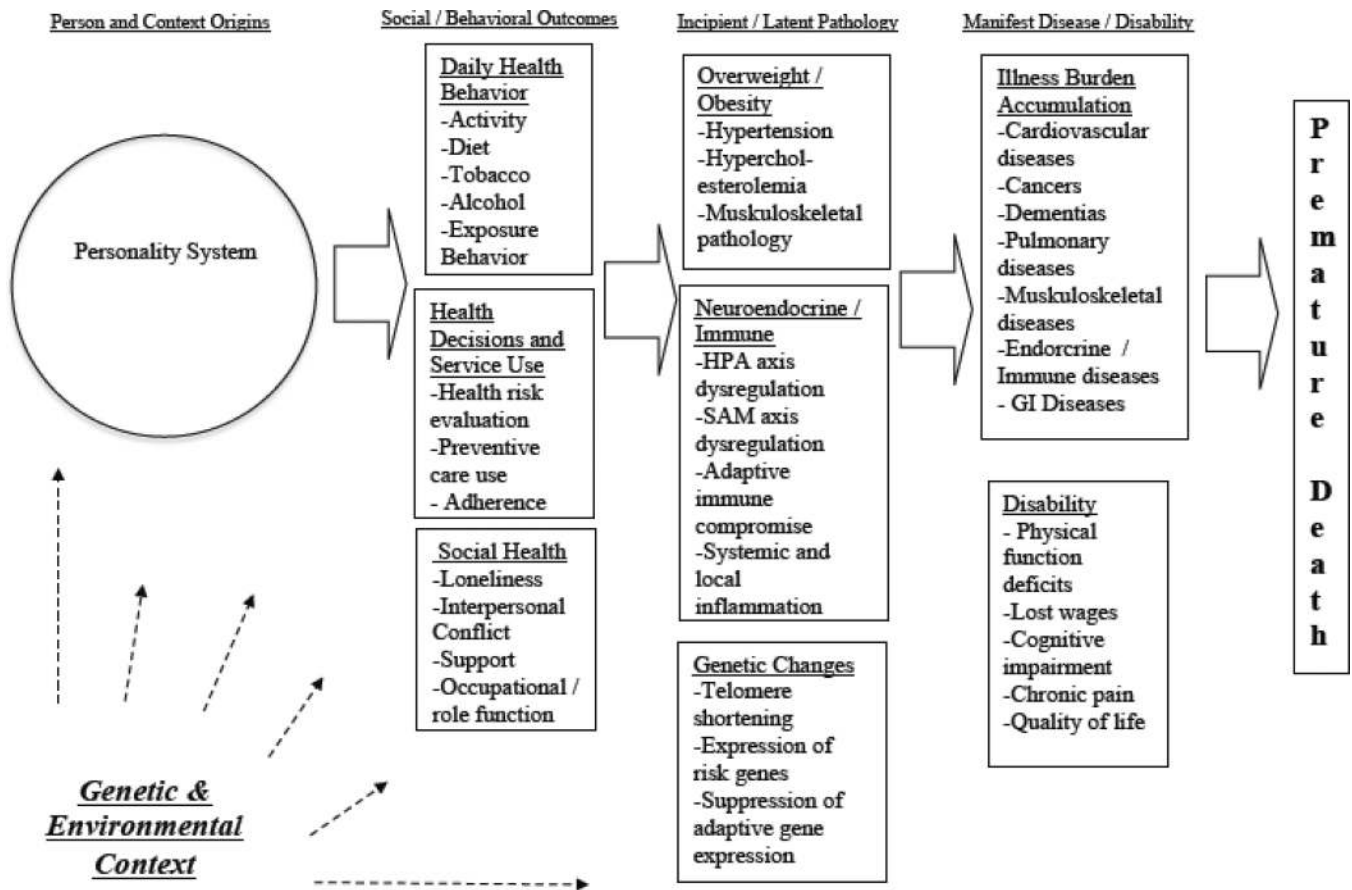 Person and Context Origins
Social / Behavioral Outcomes
Incipient / Latent Pathology
Manifest Disease / Disability
Personality System
Genetic &
Environmental
Context
Daily Health
Behavior
-Activity
-Diet
-Tobacco
-Alcohol
-Exposure
Behavior
Health
Decisions and
Service Use
-Health risk
evaluation
-Preventive
care use
- Adherence
Social Health
-Loneliness
-Interpersonal
Conflict
-Support
-Occupational /
role function
Overweight /
Obesity
-Hypertension
-Hyperchol-
esterolemia
-Muskuloskeletal
pathology
Neuroendocrine /
Immune
-HPA axis
dysregulation
-SAM axis
dysregulation
-Adaptive
immune
compromise
-Systemic and
local
inflammation
Genetic Changes
-Telomere
shortening
-Expression of
risk genes
-Suppression of
adaptive gene
expression
Illness Burden
Accumulation
-Cardiovascular
diseases
-Cancers
-Dementias
-Pulmonary
diseases
-Muskuloskeletal
diseases
-Endorcrine /
Immune diseases
- GI Diseases
Disability
- Physical
function
deficits
-Lost wages
-Cognitive
impairment
-Chronic pain
-Quality of life
Premature Death